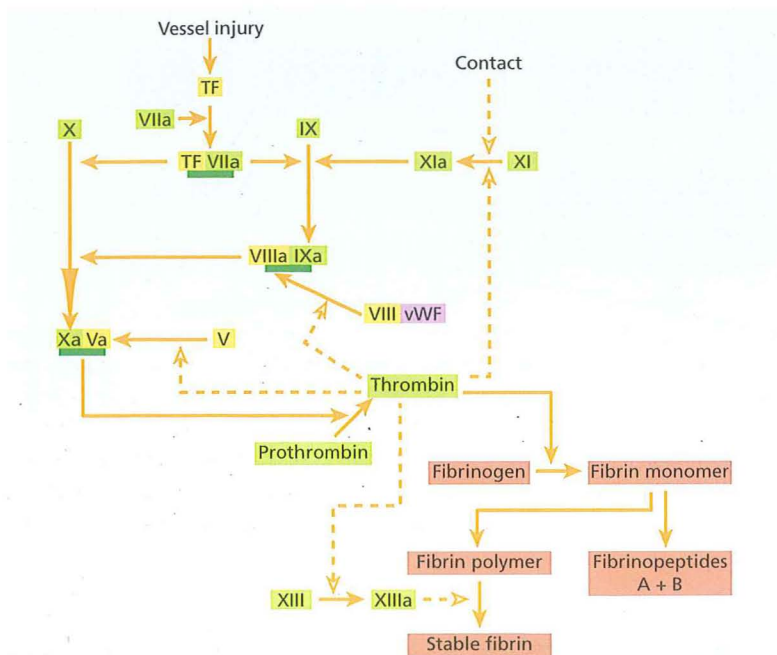 Vessel injury
Contact
TF
VIIa
X
IX
TF VIIa
XIa
XI
VIIIa IXa
VIII vWF
Xa Va
V
Thrombin
Prothrombin
Fibrinogen
Fibrin monomer
Fibrin polymer
Fibrinopeptides
A + B
XIII
XIIIa
Stable fibrin